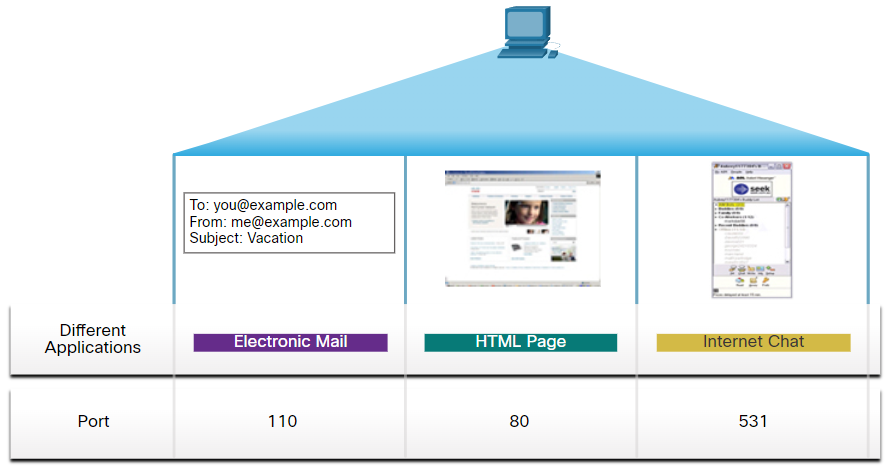 To: you@example.com
From: me@example.com
Subject: Vacation
seek
Different
Applications
Electronic Mail
HTML Page
Internet Chat
Port
110
80
531